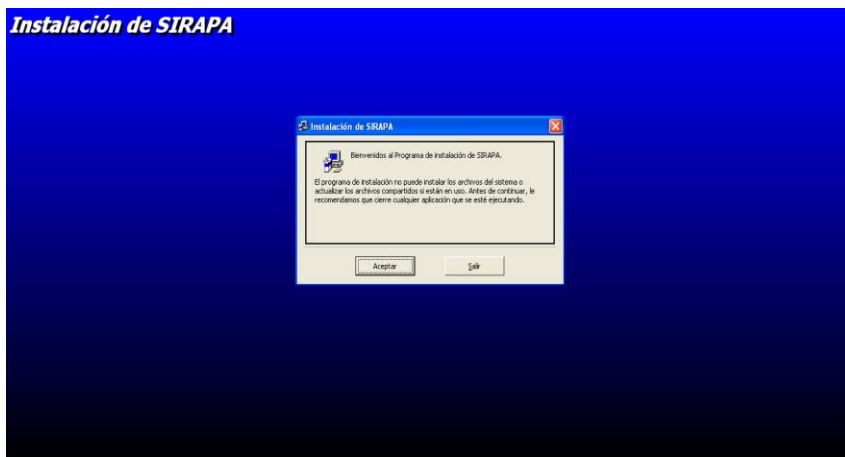 Instalación de SIRAPA
Instalación de SIRAPA
Bienvenidos al Programa de instalación de SIRAPA.
El programa de instalación no puede instalar los archivos del sistema o
actualizar los archivos compartidos si están en uso. Antes de continuar, le
recomendamos que cierre cualquier aplicación que se esté ejecutando.
Aceptar
Salir